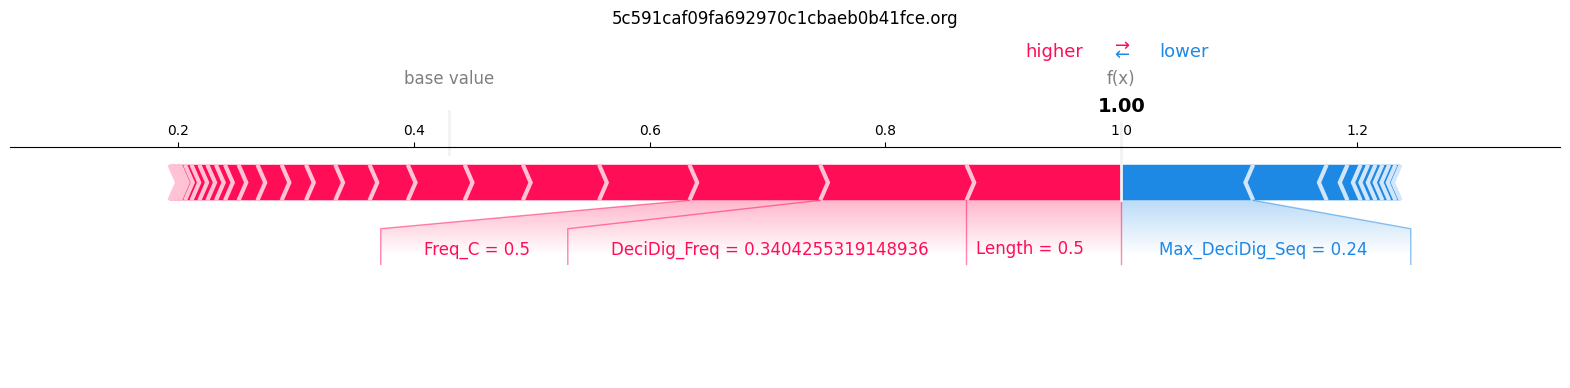 5c591caf09fa692970c1cbaeb0b41fce.org
higher ⇄ lower
base value f(x)
1.00
0.2 0.4 0.6 0.8 1.0 1.2
Freq_C = 0.5 DeciDig_Freq = 0.3404255319148936 Length = 0.5 Max_DeciDig_Seq = 0.24